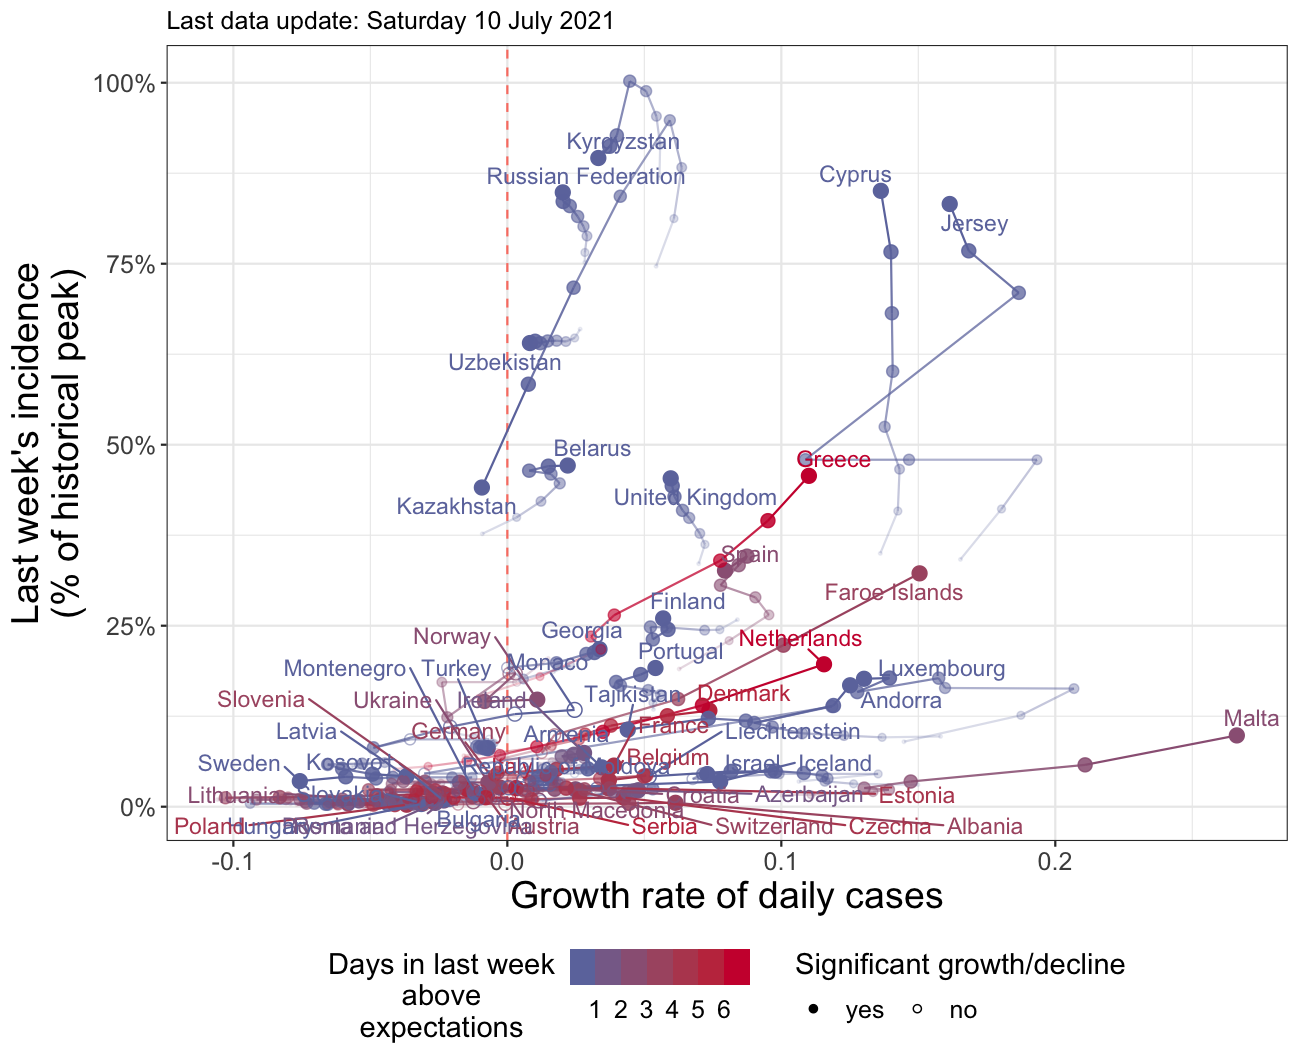 Last data update: Saturday 10 July 2021
100%
75%
50%
25%
0%
Last week's incidence
(% of historical peak)
Kyrgyzstan
Russian Federation
Cyprus
Jersey
Uzbekistan
Belarus
Kazakhstan
United Kingdom
Greece
Spain
Faroe Islands
Finland
Georgia
Norway
Netherlands
Portugal
Monaco
Montenegro
Turkey
Luxembourg
Andorra
Slovenia
Ukraine
Ireland
Tajikistan
Denmark
Malta
Latvia
Germany
Armenia
France
Liechtenstein
Sweden
Kosovo
Belgium
Israel
Iceland
Lithuania
Croatia
Azerbaijan
Estonia
North Macedonia
Bulgaria
Poland
Hungary
Bosnia and Herzegovina
Austria
Serbia
Switzerland
Czechia
Albania
-0.1
0.0
0.1
0.2
Growth rate of daily cases
Days in last week
above
expectations
1 2 3 4 5 6
Significant growth/decline
yes
no